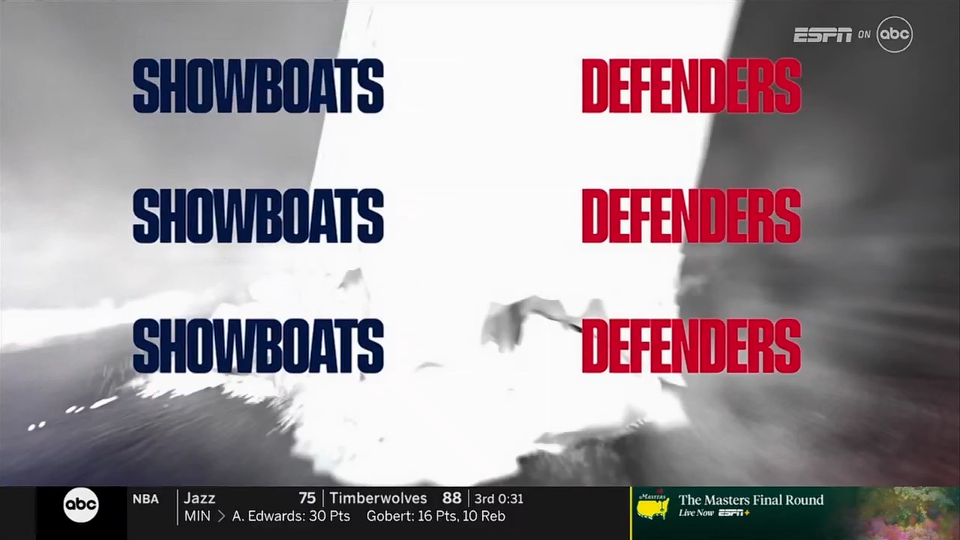 ESPN ON abc
SHOWBOATS DEFENDERS
SHOWBOATS DEFENDERS
SHOWBOATS DEFENDERS
abc NBA Jazz 75 Timberwolves 88 3rd 0:31
MIN > A. Edwards: 30 Pts Gobert: 16 Pts, 10 Reb
Masters The Masters Final Round
Live Now ESPN+